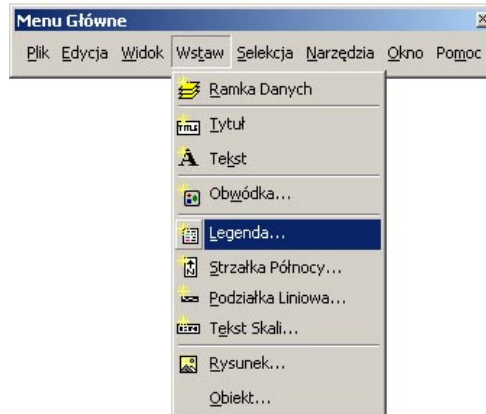 Menu Główne
Plik Edycja Widok Wstaw Selekcja Narzędzia Okno Pomoc
Ramka Danych
Tytuł
Tekst
Obwódka...
Legenda...
Strzałka Północy...
Podziałka Liniowa...
Tekst Skali...
Rysunek...
Obiekt...